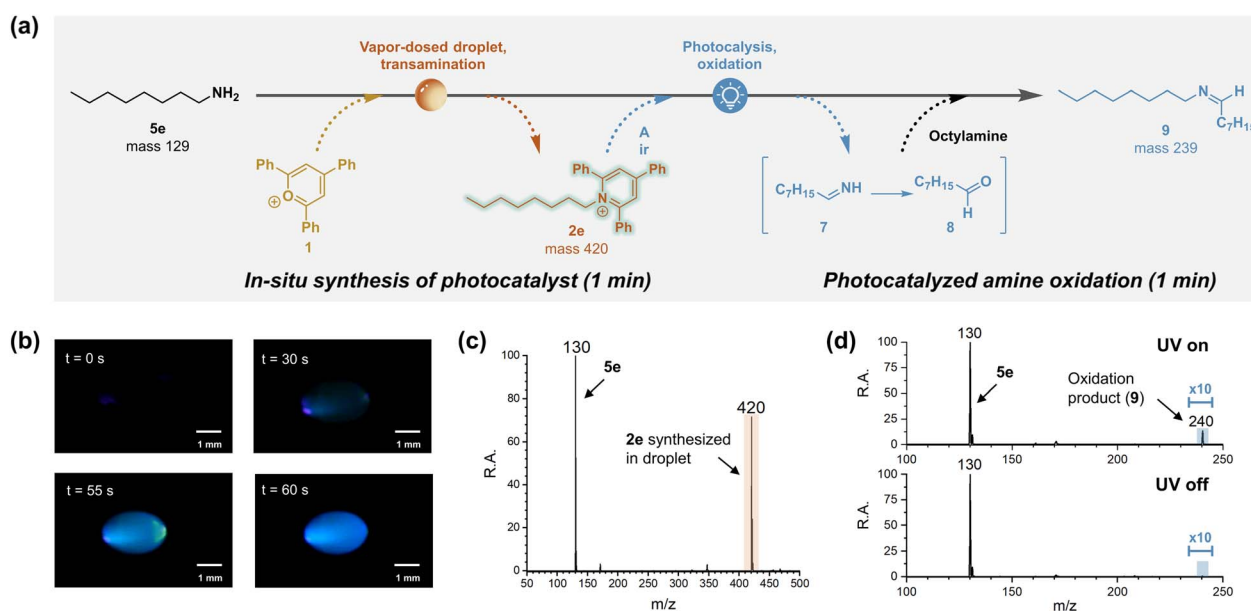 (a)
Vapor-dosed droplet,
transamination
Photocalysis,
oxidation
NH2
5e
mass 129
Ph
Ph
O
⊕
Ph
1
A
ir
Ph
Ph
N
⊕
Ph
2e
mass 420
Octylamine
C7H15
NH
7
C7H15
O
H
8
N
H
C7H15
9
mass 239
In-situ synthesis of photocatalyst (1 min)
Photocatalyzed amine oxidation (1 min)
(b)
t = 0 s
1 mm
t = 30 s
1 mm
t = 55 s
1 mm
t = 60 s
1 mm
(c)
R.A.
100
80
60
40
20
0
130
5e
420
2e synthesized
in droplet
50 100 150 200 250 300 350 400 450 500
m/z
(d)
R.A.
100
75
50
25
0
130
5e
UV on
Oxidation
product (9)
x10
240
100 150 200 250
R.A.
100
75
50
25
0
130
UV off
x10
100 150 200 250
m/z